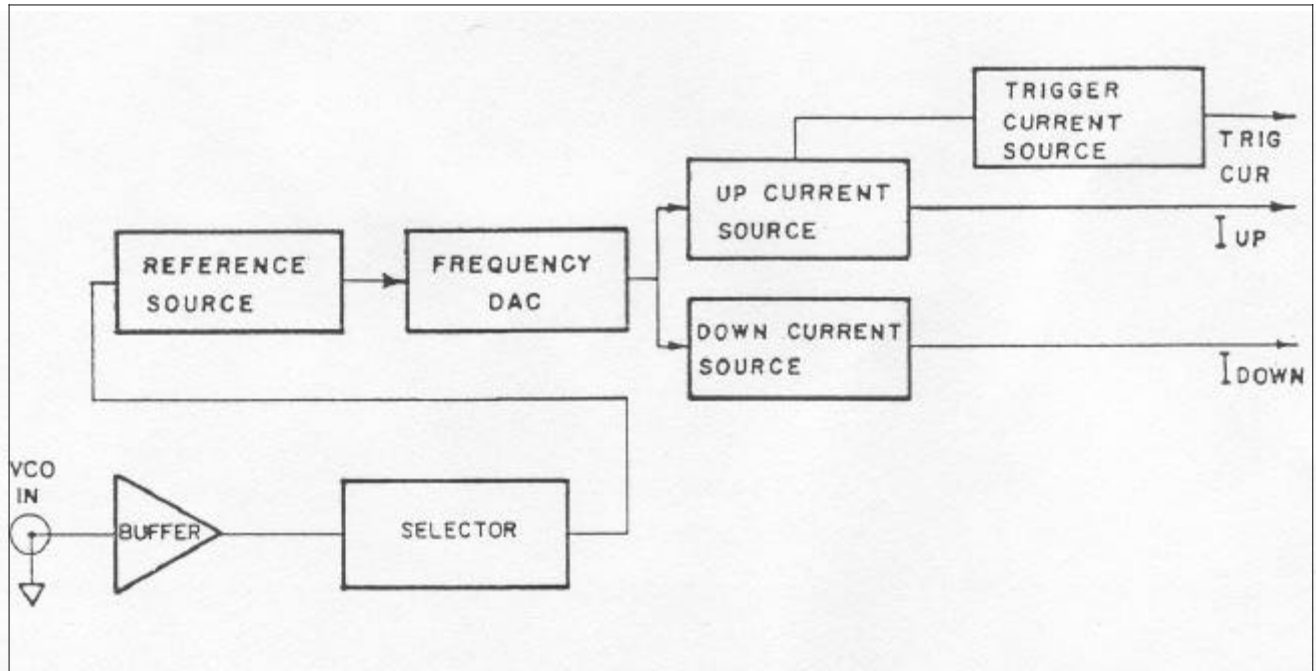 TRIGGER
CURRENT
SOURCE
TRIG
CUR
UP CURRENT
SOURCE
I UP
REFERENCE
SOURCE
FREQUENCY
DAC
DOWN CURRENT
SOURCE
I DOWN
VCO
IN
BUFFER
SELECTOR